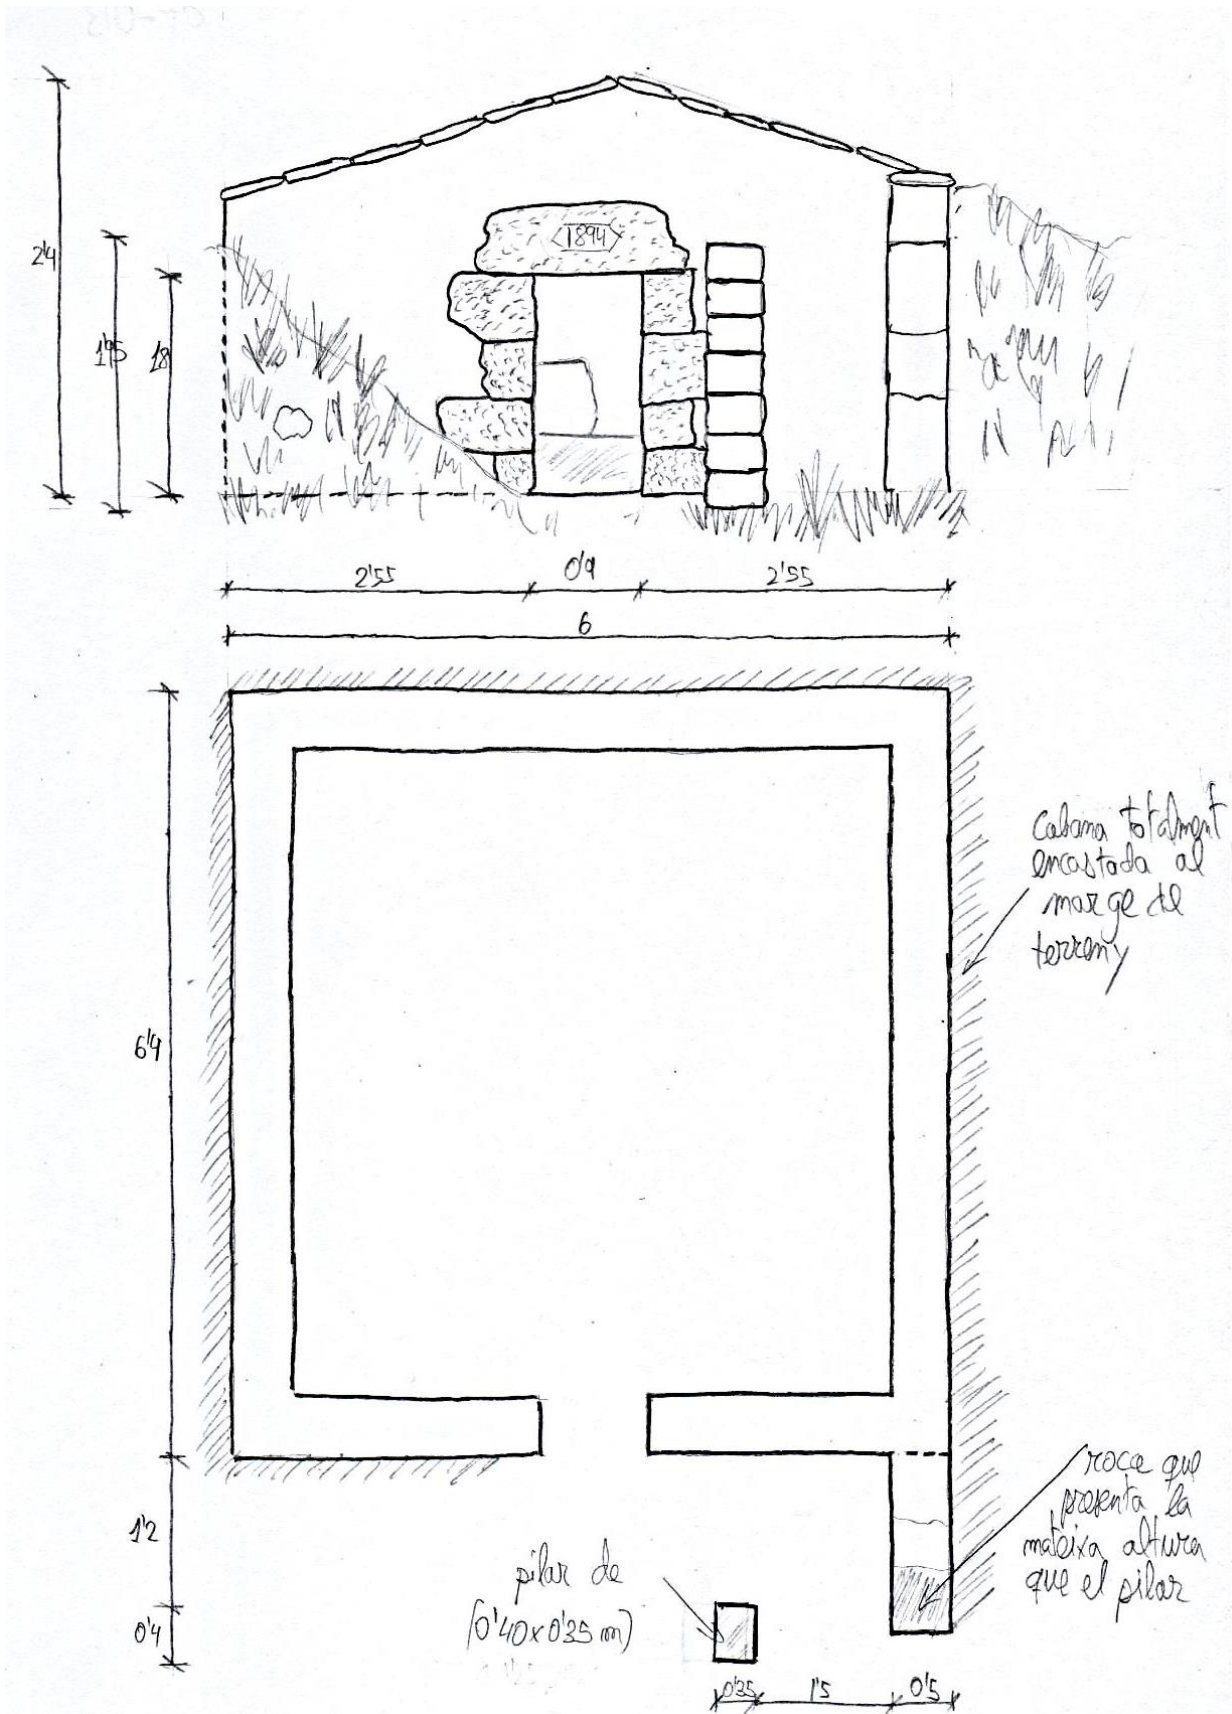 1894
2'4
1'95
1'8
2'55
0'9
2'55
6
cabana totalment
encastada al
marge del
terreny
6'4
roca que
presenta la
mateixa altura
que el pilar
1'2
pilar de
(0'40x0'35 m)
0'4
0'35
1'5
0'5